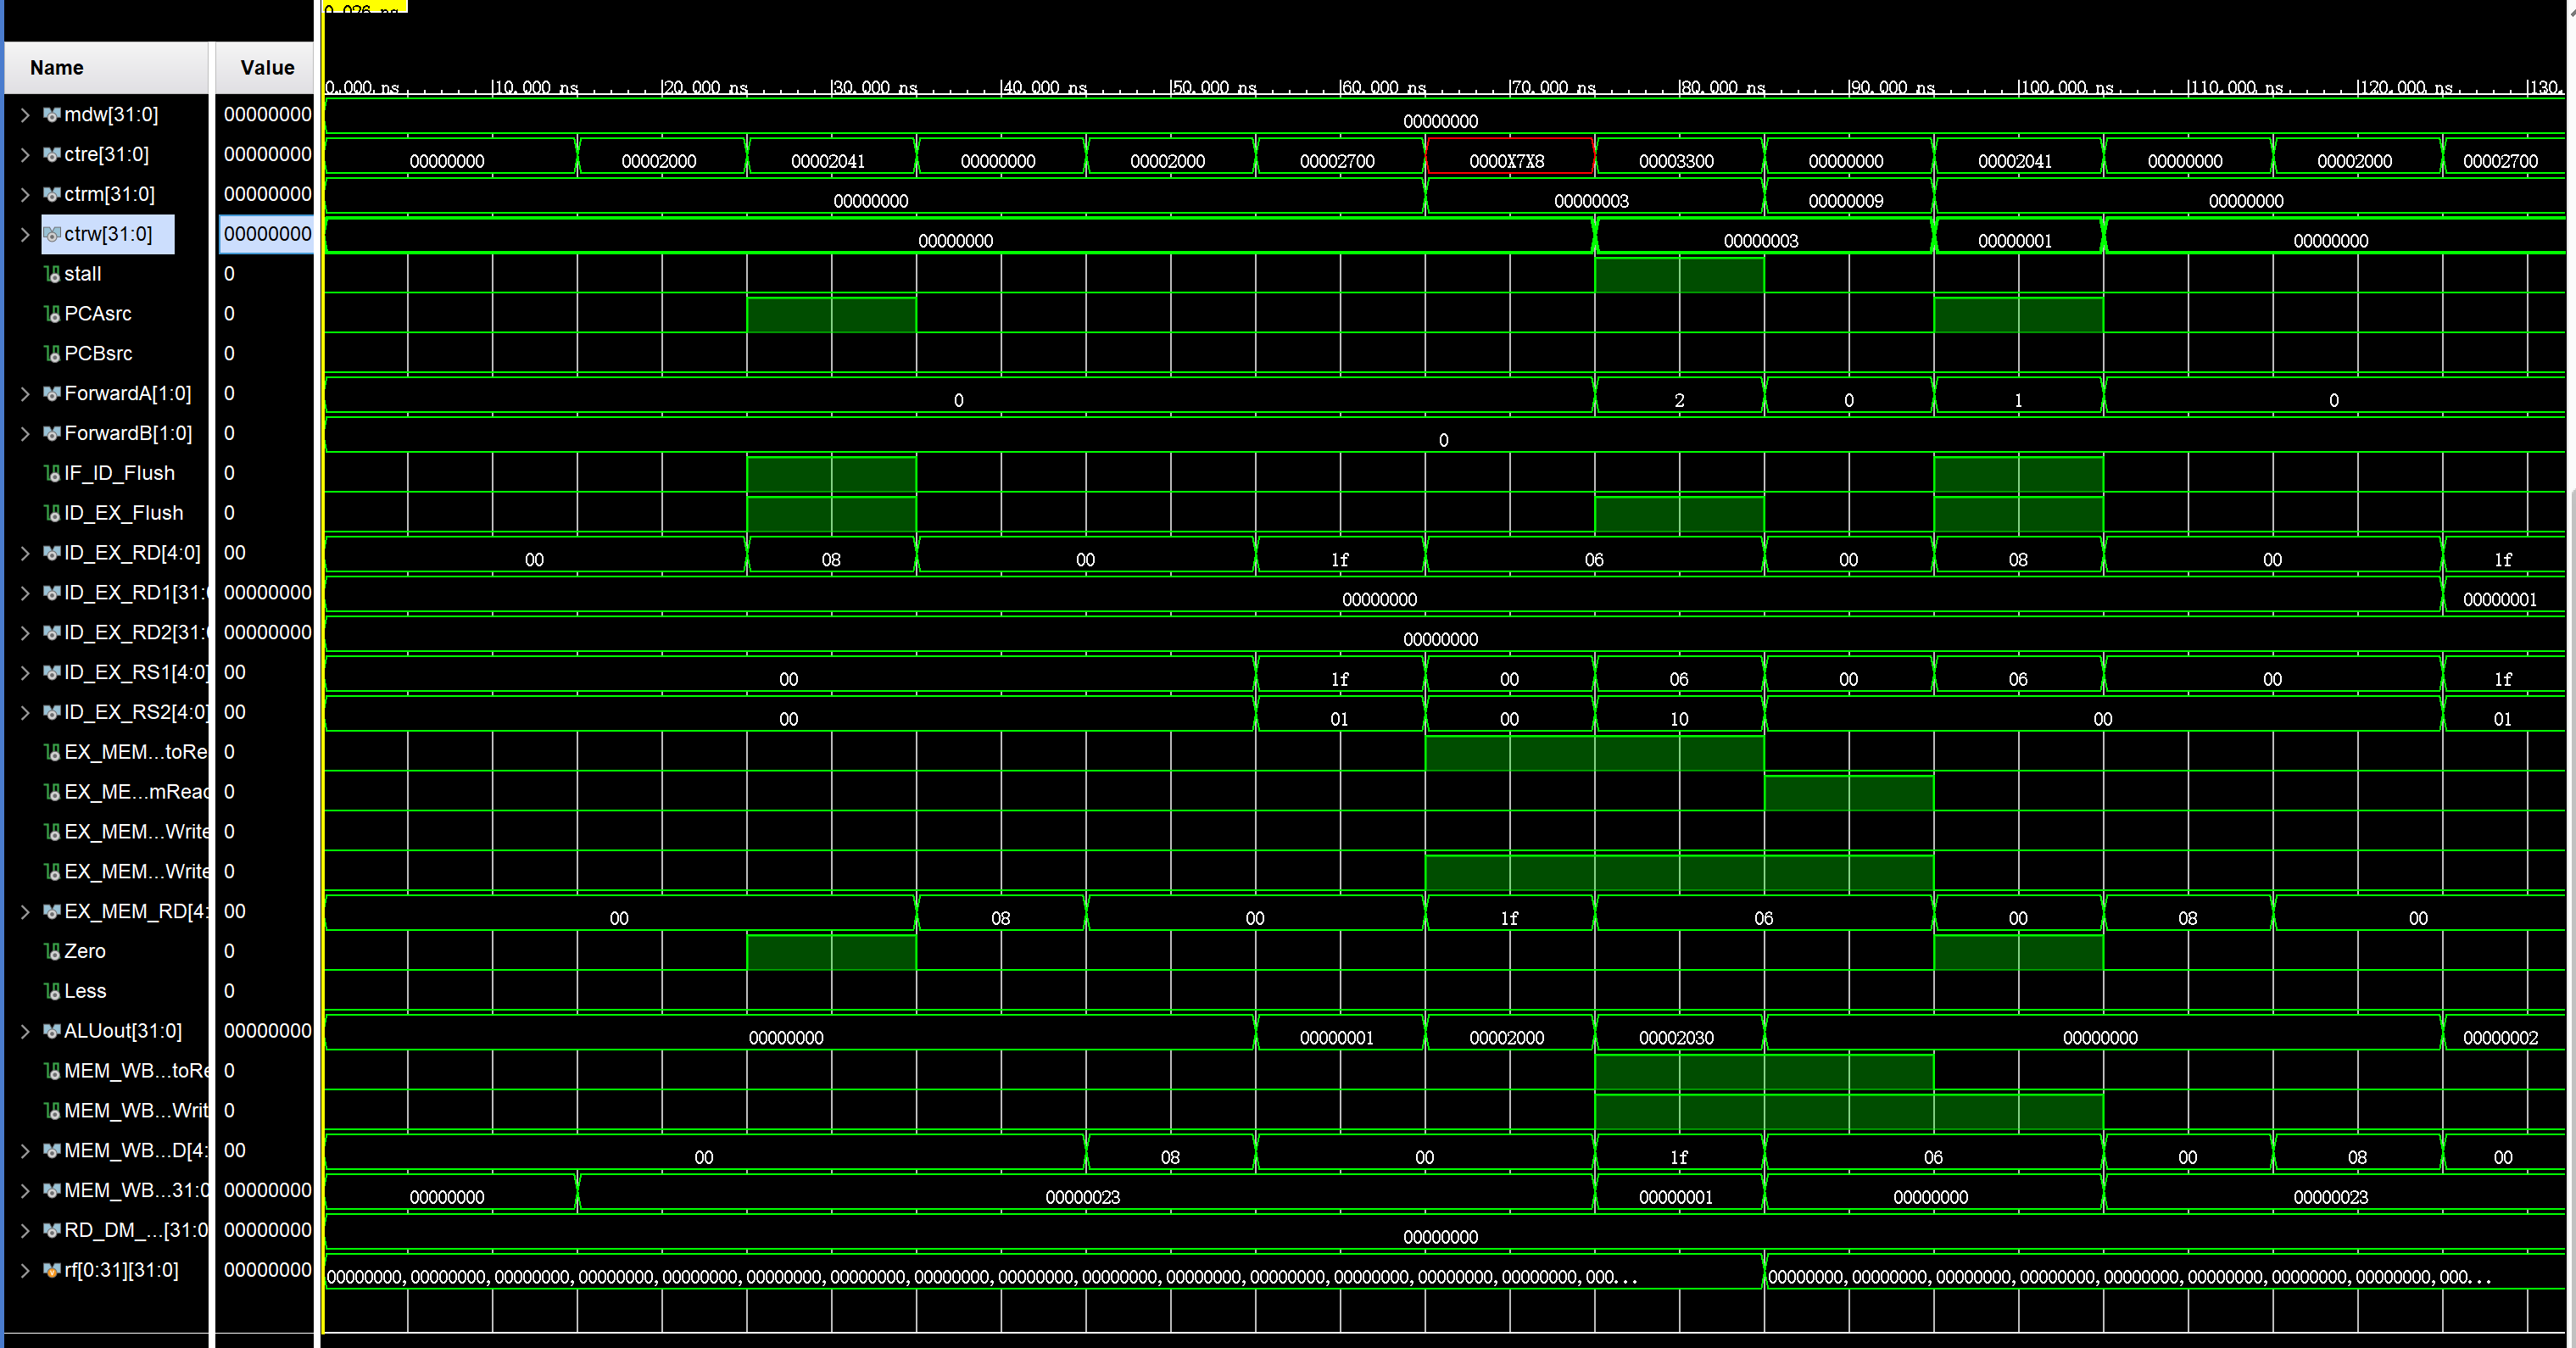 0.026 ns
Name Value
0.000 ns 10.000 ns 20.000 ns 30.000 ns 40.000 ns 50.000 ns 60.000 ns 70.000 ns 80.000 ns 90.000 ns 100.000 ns 110.000 ns 120.000 ns 130.
mdw[31:0] 00000000 00000000
ctre[31:0] 00000000 00000000 00002000 00002041 00000000 00002000 00002700 0000X7X8 00003300 00000000 00002041 00000000 00002000 00002700
ctrm[31:0] 00000000 00000000 00000003 00000009 00000000
ctrw[31:0] 00000000 00000000 00000003 00000001 00000000
stall 0
PCAsrc 0
PCBsrc 0
ForwardA[1:0] 0 0 2 0 1 0
ForwardB[1:0] 0 0
IF_ID_Flush 0
ID_EX_Flush 0
ID_EX_RD[4:0] 00 00 08 00 1f 06 00 08 00 1f
ID_EX_RD1[31:( 00000000 00000000 00000001
ID_EX_RD2[31:( 00000000 00000000
ID_EX_RS1[4:0] 00 00 1f 00 06 00 06 00 1f
ID_EX_RS2[4:0] 00 00 01 00 10 00 01
EX_MEM...toRe 0
EX_ME...mReac 0
EX_MEM...Write 0
EX_MEM...Write 0
EX_MEM_RD[4: 00 00 08 00 1f 06 00 08 00
Zero 0
Less 0
ALUout[31:0] 00000000 00000000 00000001 00002000 00002030 00000000 00000002
MEM_WB...toRe 0
MEM_WB...Writ 0
MEM_WB...D[4: 00 00 08 00 1f 06 00 08 00
MEM_WB...31:0 00000000 00000000 00000023 00000001 00000000 00000023
RD_DM_...[31:0 00000000 00000000
rf[0:31][31:0] 00000000 00000000,00000000,00000000,00000000,00000000,00000000,00000000,00000000,00000000,00000000,00000000,00000000,00000000,00000000,00000000,000... 00000000,00000000,00000000,00000000,00000000,00000000,00000000,00000000,000...